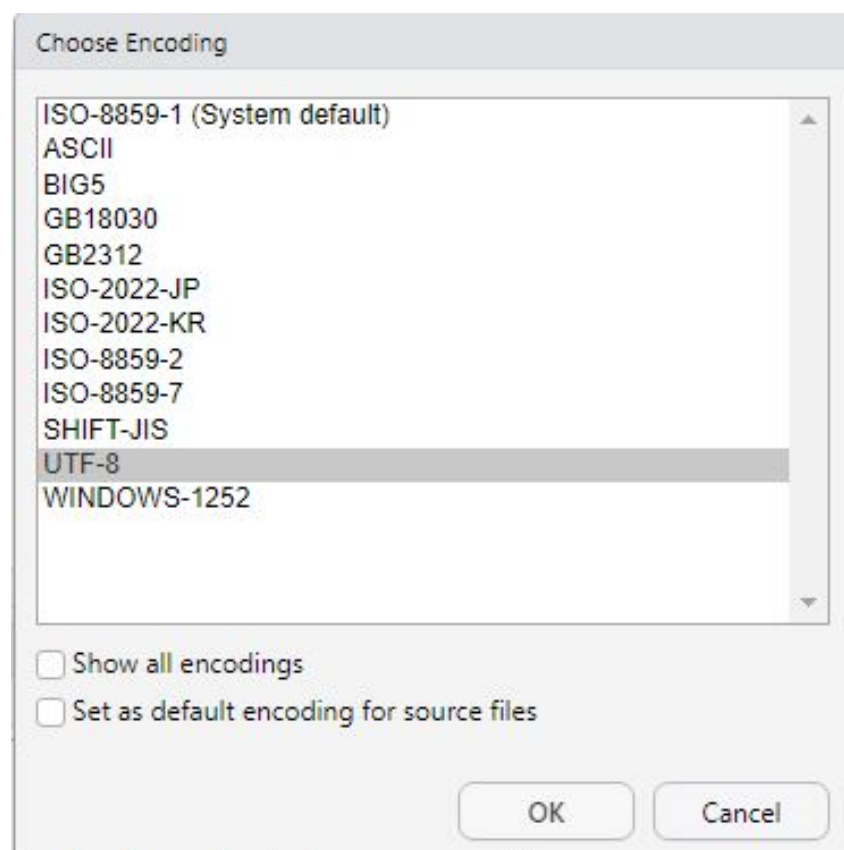 Choose Encoding
ISO-8859-1 (System default)
ASCII
BIG5
GB18030
GB2312
ISO-2022-JP
ISO-2022-KR
ISO-8859-2
ISO-8859-7
SHIFT-JIS
UTF-8
WINDOWS-1252
Show all encodings
Set as default encoding for source files
OK Cancel